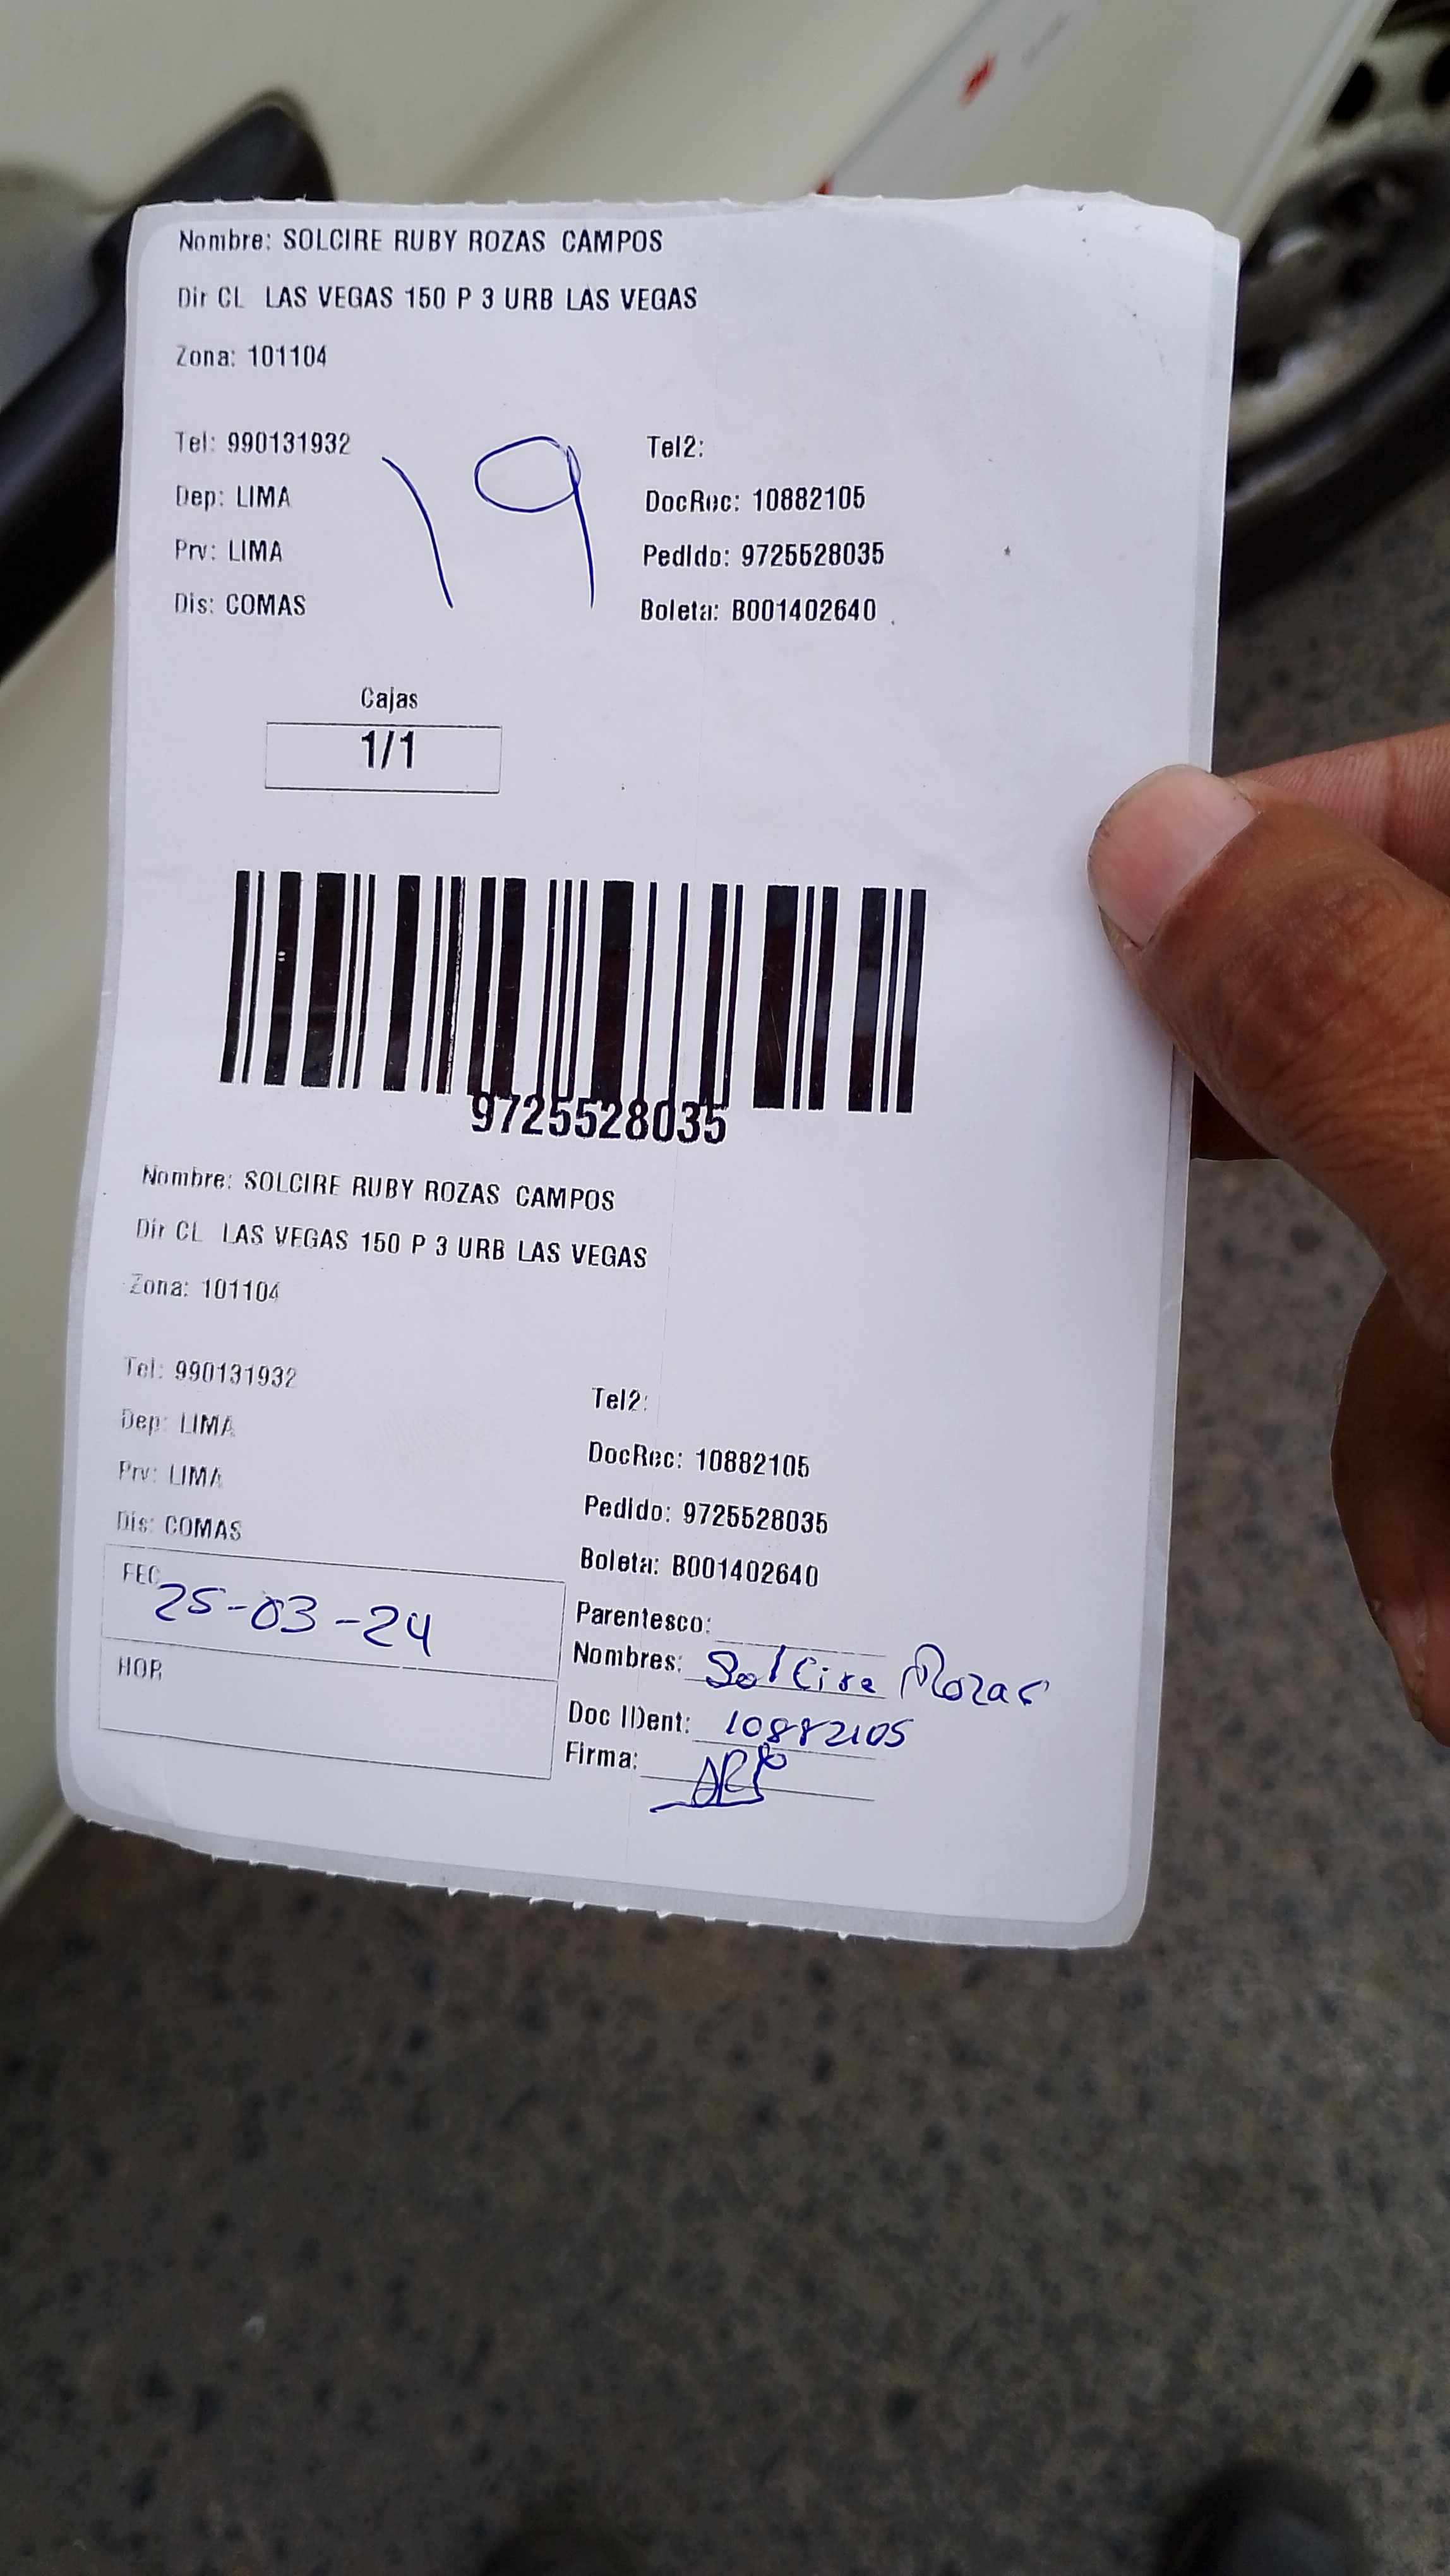 Nombre: SOLCIRE RUBY ROZAS CAMPOS
Dir CL LAS VEGAS 150 P 3 URB LAS VEGAS
Zona: 101104
Tel: 990131932
Tel2:
Dep: LIMA
DocRec: 10882105
Prv: LIMA
Pedido: 9725528035
Dis: COMAS
Boleta: B001402640
19
Cajas
1/1
9725528035
Nombre: SOLCIRE RUBY ROZAS CAMPOS
Dir CL LAS VEGAS 150 P 3 URB LAS VEGAS
Zona: 101104
Tel: 990131932
Tel2:
Dep: LIMA
DocRec: 10882105
Prv: LIMA
Pedido: 9725528035
Dis: COMAS
Boleta: B001402640
FEC 25-03-24
Parentesco:
Nombres: Solcire Rozas
HOR
Doc IDent: 10882105
Firma: